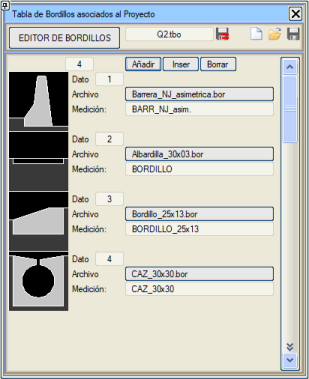 Tabla de Bordillos asociados al Proyecto
EDITOR DE BORDILLOS Q2.tbo
4 Añadir Inser Borrar
Dato 1
Archivo Barrera_NJ_asimetrica.bor
Medición: BARR_NJ_asim.
Dato 2
Archivo Albardilla_30x03.bor
Medición: BORDILLO
Dato 3
Archivo Bordillo_25x13.bor
Medición: BORDILLO_25x13
Dato 4
Archivo CAZ_30x30.bor
Medición: CAZ_30x30